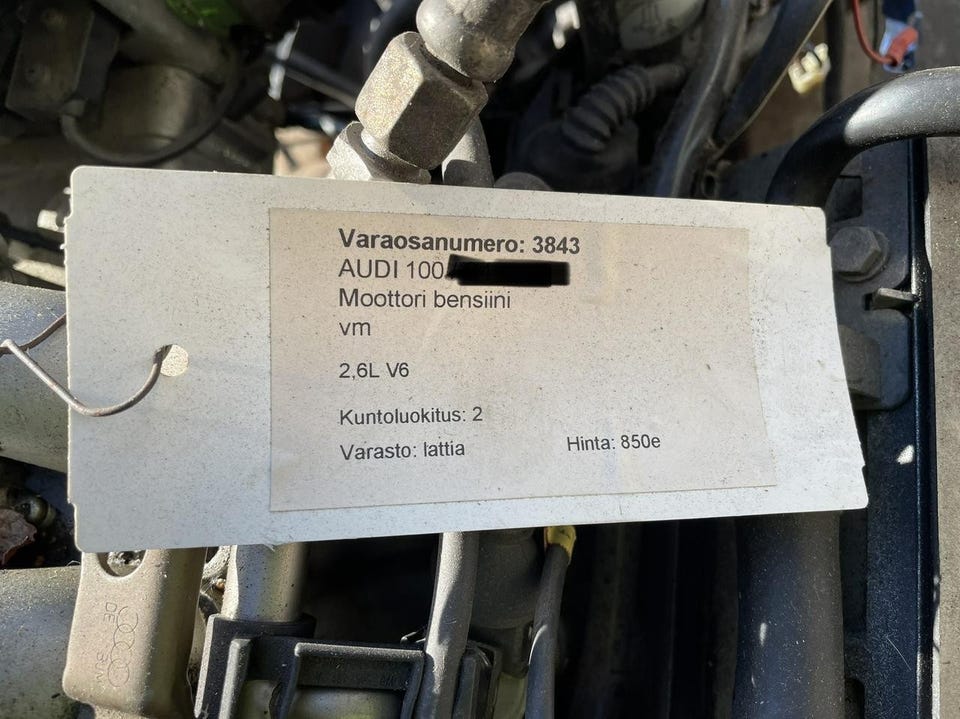 Varaosanumero: 3843
AUDI 100
Moottori bensiini
vm
2,6L V6
Kuntoluokitus: 2
Varasto: lattia Hinta: 850e